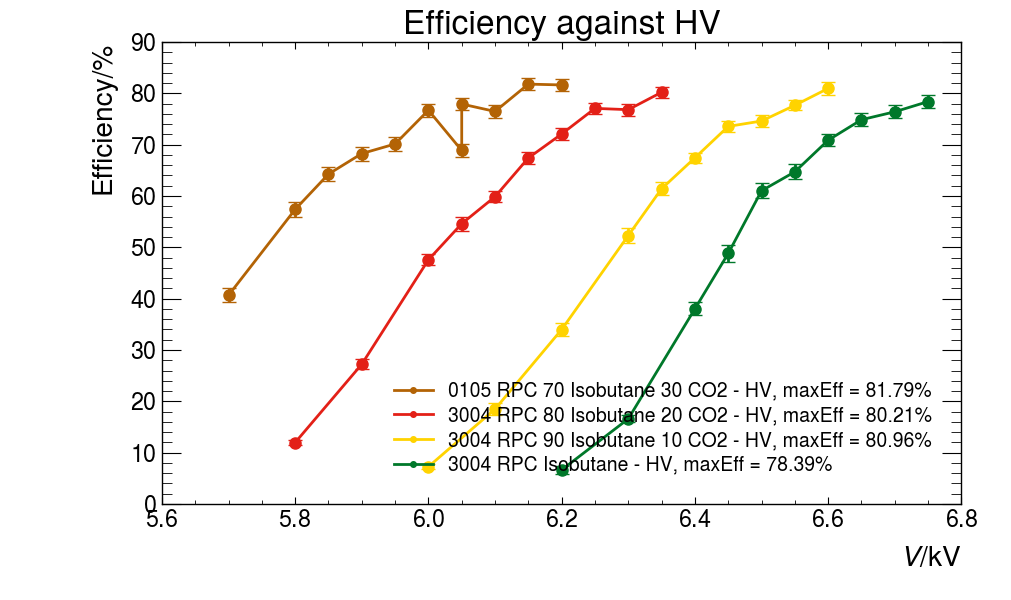 Efficiency against HV
Efficiency/%
90
80
70
60
50
40
30
20
10
0
0105 RPC 70 Isobutane 30 CO2 - HV, maxEff = 81.79%
3004 RPC 80 Isobutane 20 CO2 - HV, maxEff = 80.21%
3004 RPC 90 Isobutane 10 CO2 - HV, maxEff = 80.96%
3004 RPC Isobutane - HV, maxEff = 78.39%
5.6 5.8 6.0 6.2 6.4 6.6 6.8
V/kV